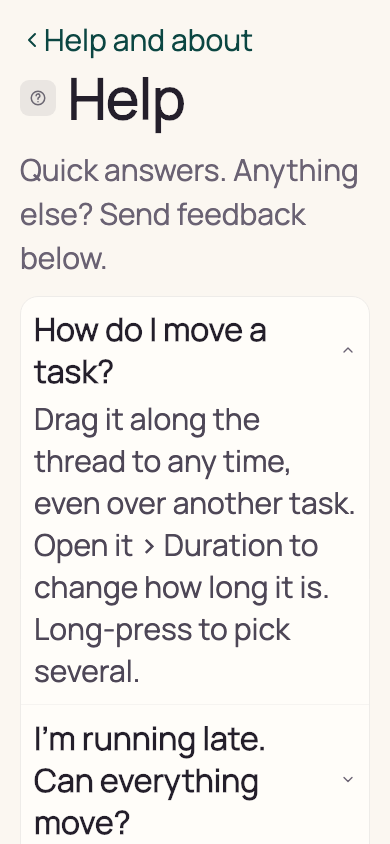 Help and about
Help
Quick answers. Anything
else? Send feedback
below.
How do I move a
task?
Drag it along the
thread to any time,
even over another task.
Open it > Duration to
change how long it is.
Long-press to pick
several.
I’m running late.
Can everything
move?